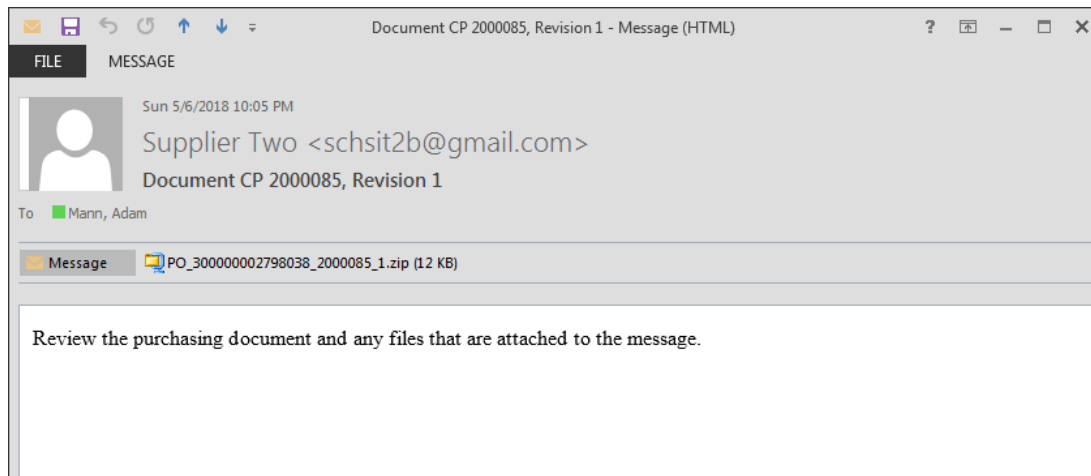 Document CP 2000085, Revision 1 - Message (HTML)
?
FILE MESSAGE
Sun 5/6/2018 10:05 PM
Supplier Two <schsit2b@gmail.com>
Document CP 2000085, Revision 1
To Mann, Adam
Message PO_300000002798038_2000085_1.zip (12 KB)
Review the purchasing document and any files that are attached to the message.